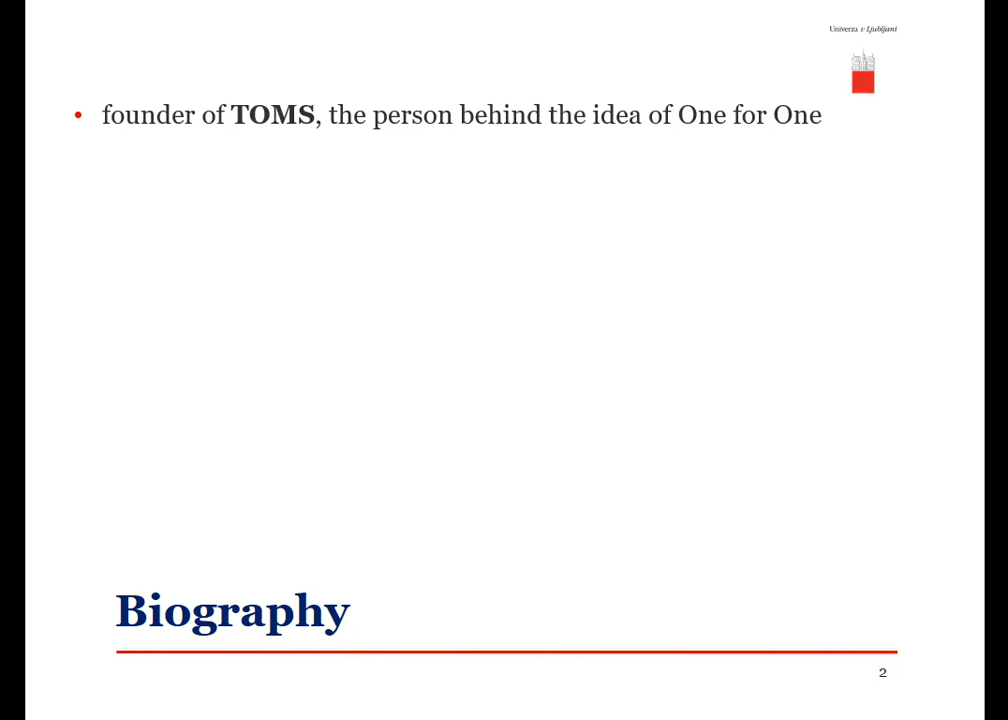 Univerza v Ljubljani
• founder of TOMS, the person behind the idea of One for One
Biography
2